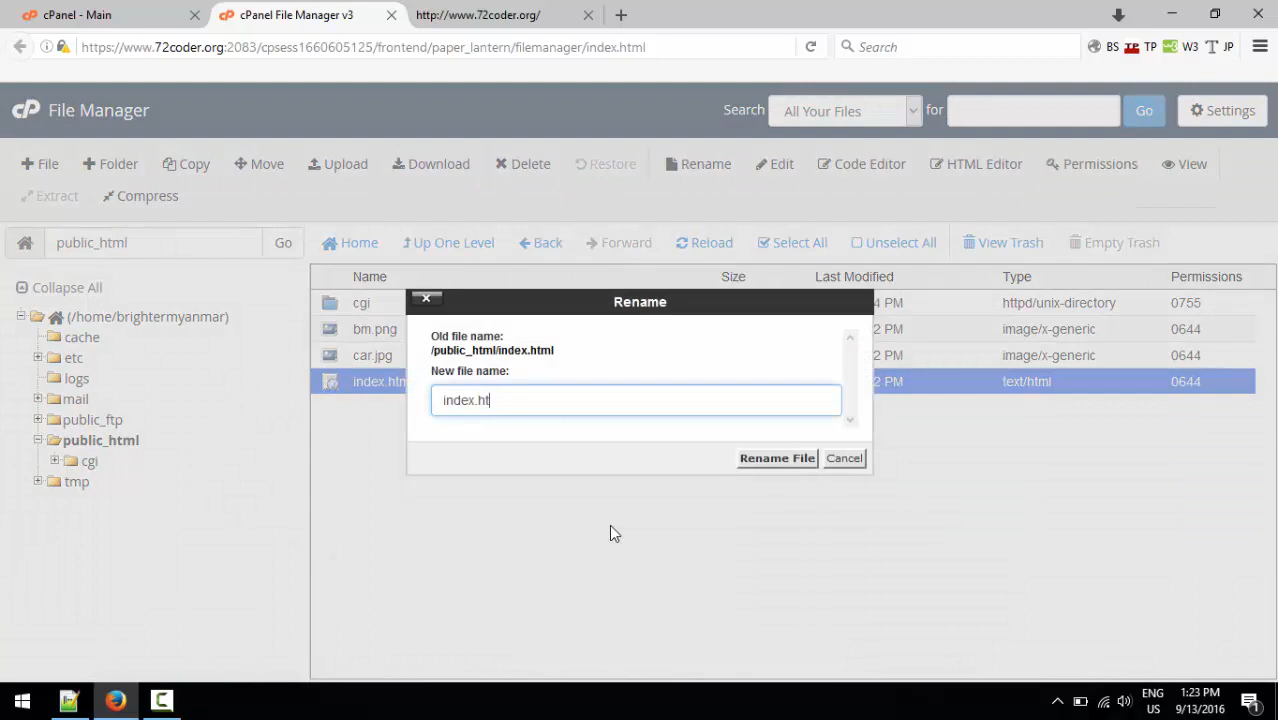 cPanel - Main
cPanel File Manager v3
http://www.72coder.org/
https://www.72coder.org:2083/cpsess1660605125/frontend/paper_lantern/filemanager/index.html
Search
BS TP TP W3 JP
cP File Manager
Search All Your Files for Go Settings
File Folder Copy Move Upload Download Delete Restore Rename Edit Code Editor HTML Editor Permissions View
Extract Compress
public_html Go Home Up One Level Back Forward Reload Select All Unselect All View Trash Empty Trash
Collapse All
(/home/brightermyanmar)
cache
etc
logs
mail
public_ftp
public_html
cgi
tmp
Name Size Last Modified Type Permissions
cgi 4 PM httpd/unix-directory 0755
bm.png 2 PM image/x-generic 0644
car.jpg 2 PM image/x-generic 0644
index.htm 2 PM text/html 0644
Rename
Old file name:
/public_html/index.html
New file name:
index.ht
Rename File Cancel
ENG
US
1:23 PM
9/13/2016
1